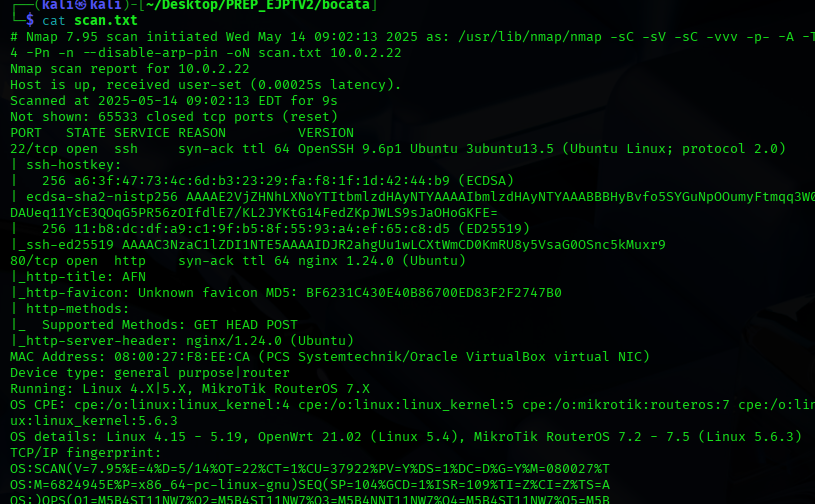 ┌──(kali㉿kali)-[~/Desktop/PREP_EJPTV2/bocata]
└─$ cat scan.txt
# Nmap 7.95 scan initiated Wed May 14 09:02:13 2025 as: /usr/lib/nmap/nmap -sC -sV -sC -vvv -p- -A -T
4 -Pn -n --disable-arp-pin -oN scan.txt 10.0.2.22
Nmap scan report for 10.0.2.22
Host is up, received user-set (0.00025s latency).
Scanned at 2025-05-14 09:02:13 EDT for 9s
Not shown: 65533 closed tcp ports (reset)
PORT   STATE SERVICE REASON         VERSION
22/tcp open  ssh     syn-ack ttl 64 OpenSSH 9.6p1 Ubuntu 3ubuntu13.5 (Ubuntu Linux; protocol 2.0)
| ssh-hostkey:
|   256 a6:3f:47:73:4c:6d:b3:23:29:fa:f8:1f:1d:42:44:b9 (ECDSA)
| ecdsa-sha2-nistp256 AAAAE2VjZHNhLXNoYTItbmlzdHAyNTYAAAAIbmlzdHAyNTYAAABBBHyBvfo5SYGuNpOOumyFtmqq3W0
DAUeq11YcE3QOqG5PR56zOIfdlE7/KL2JYKtG14FedZKpJWLS9sJaOHoGKFE=
|   256 11:b8:dc:df:a9:c1:9f:b5:8f:55:93:a4:ef:65:c8:d5 (ED25519)
|_ssh-ed25519 AAAAC3NzaC1lZDI1NTE5AAAAIDJR2ahgUu1wLCXtWmCD0KmRU8y5VsaG0OSnc5kMuxr9
80/tcp open  http    syn-ack ttl 64 nginx 1.24.0 (Ubuntu)
|_http-title: AFN
|_http-favicon: Unknown favicon MD5: BF6231C430E40B86700ED83F2F2747B0
| http-methods:
|_  Supported Methods: GET HEAD POST
|_http-server-header: nginx/1.24.0 (Ubuntu)
MAC Address: 08:00:27:F8:EE:CA (PCS Systemtechnik/Oracle VirtualBox virtual NIC)
Device type: general purpose|router
Running: Linux 4.X|5.X, MikroTik RouterOS 7.X
OS CPE: cpe:/o:linux:linux_kernel:4 cpe:/o:linux:linux_kernel:5 cpe:/o:mikrotik:routeros:7 cpe:/o:lin
ux:linux_kernel:5.6.3
OS details: Linux 4.15 - 5.19, OpenWrt 21.02 (Linux 5.4), MikroTik RouterOS 7.2 - 7.5 (Linux 5.6.3)
TCP/IP fingerprint:
OS:SCAN(V=7.95%E=4%D=5/14%OT=22%CT=1%CU=37922%PV=Y%DS=1%DC=D%G=Y%M=080027%T
OS:M=6824945E%P=x86_64-pc-linux-gnu)SEQ(SP=104%GCD=1%ISR=109%TI=Z%CI=Z%TS=A
OS:)OPS(O1=M5B4ST11NW7%O2=M5B4ST11NW7%O3=M5B4NNT11NW7%O4=M5B4ST11NW7%O5=M5B